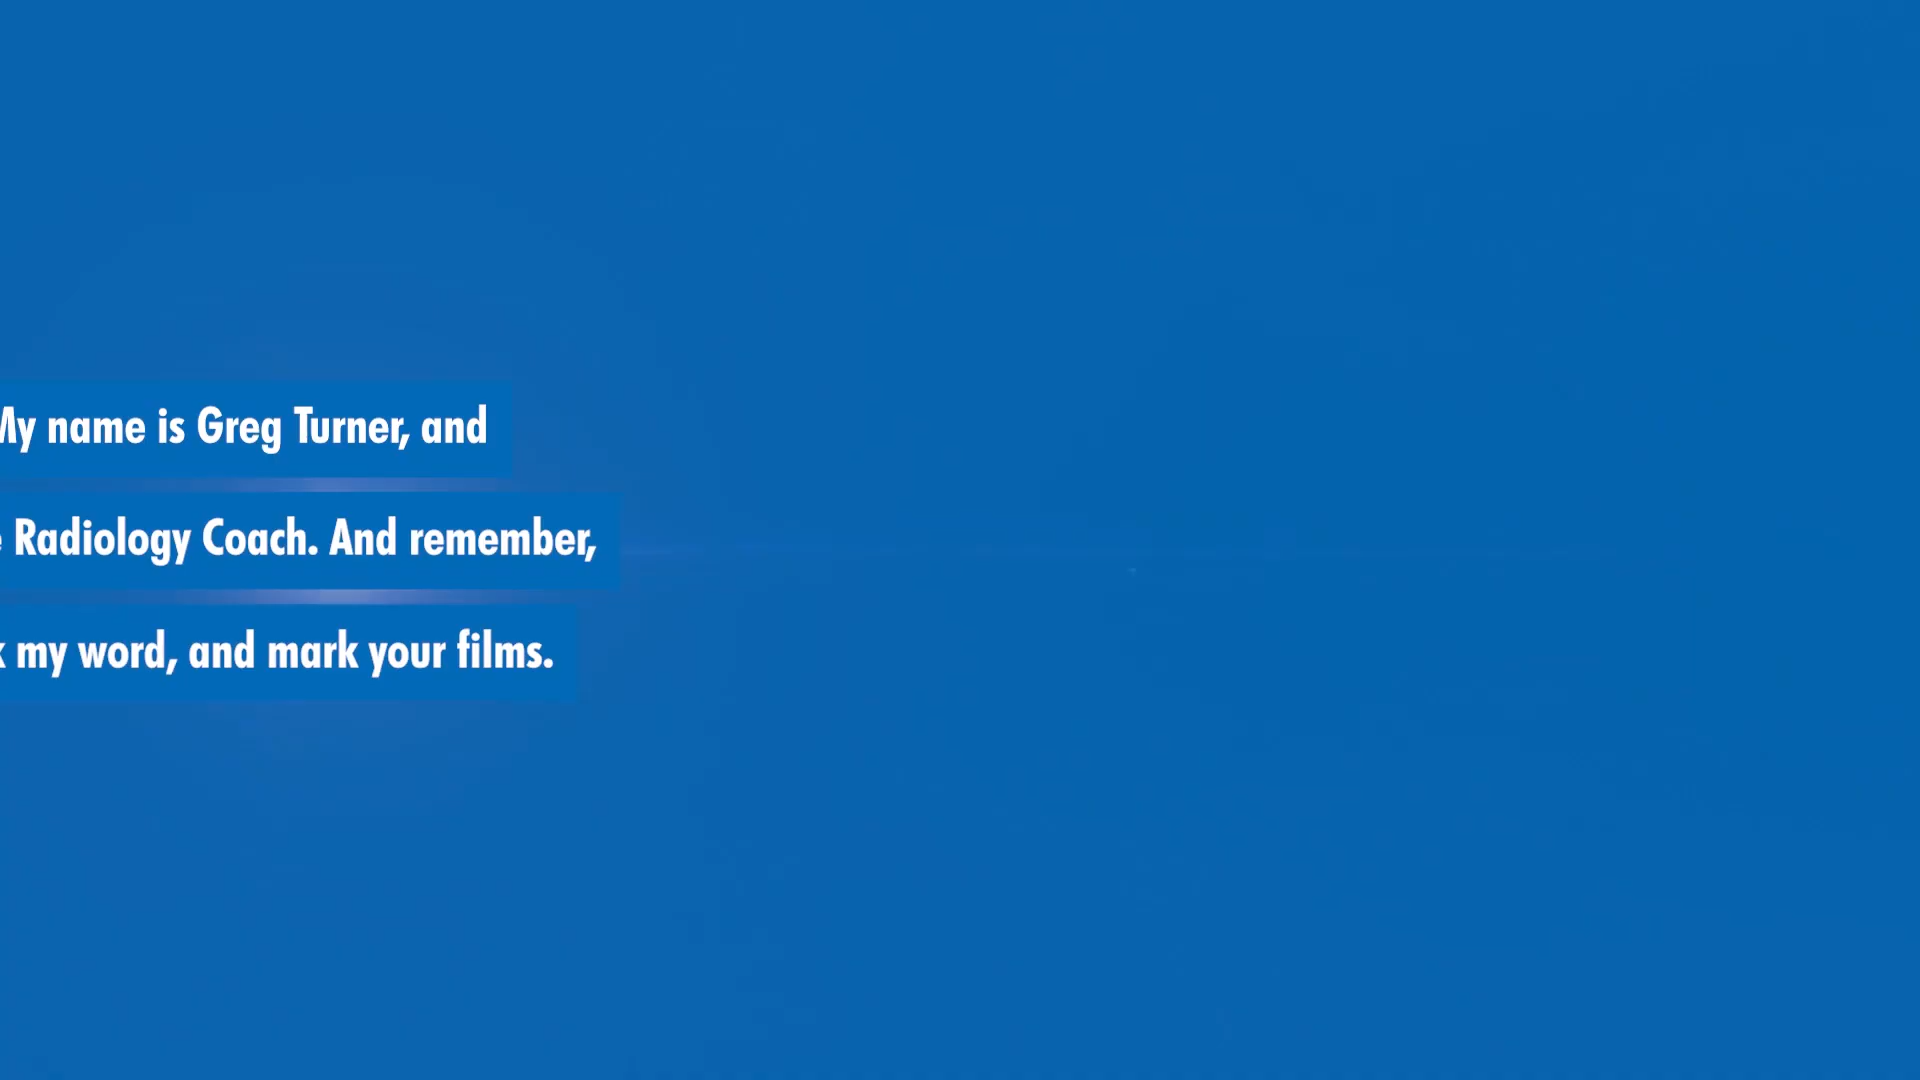 My name is Greg Turner, and
Radiology Coach. And remember,
my word, and mark your films.